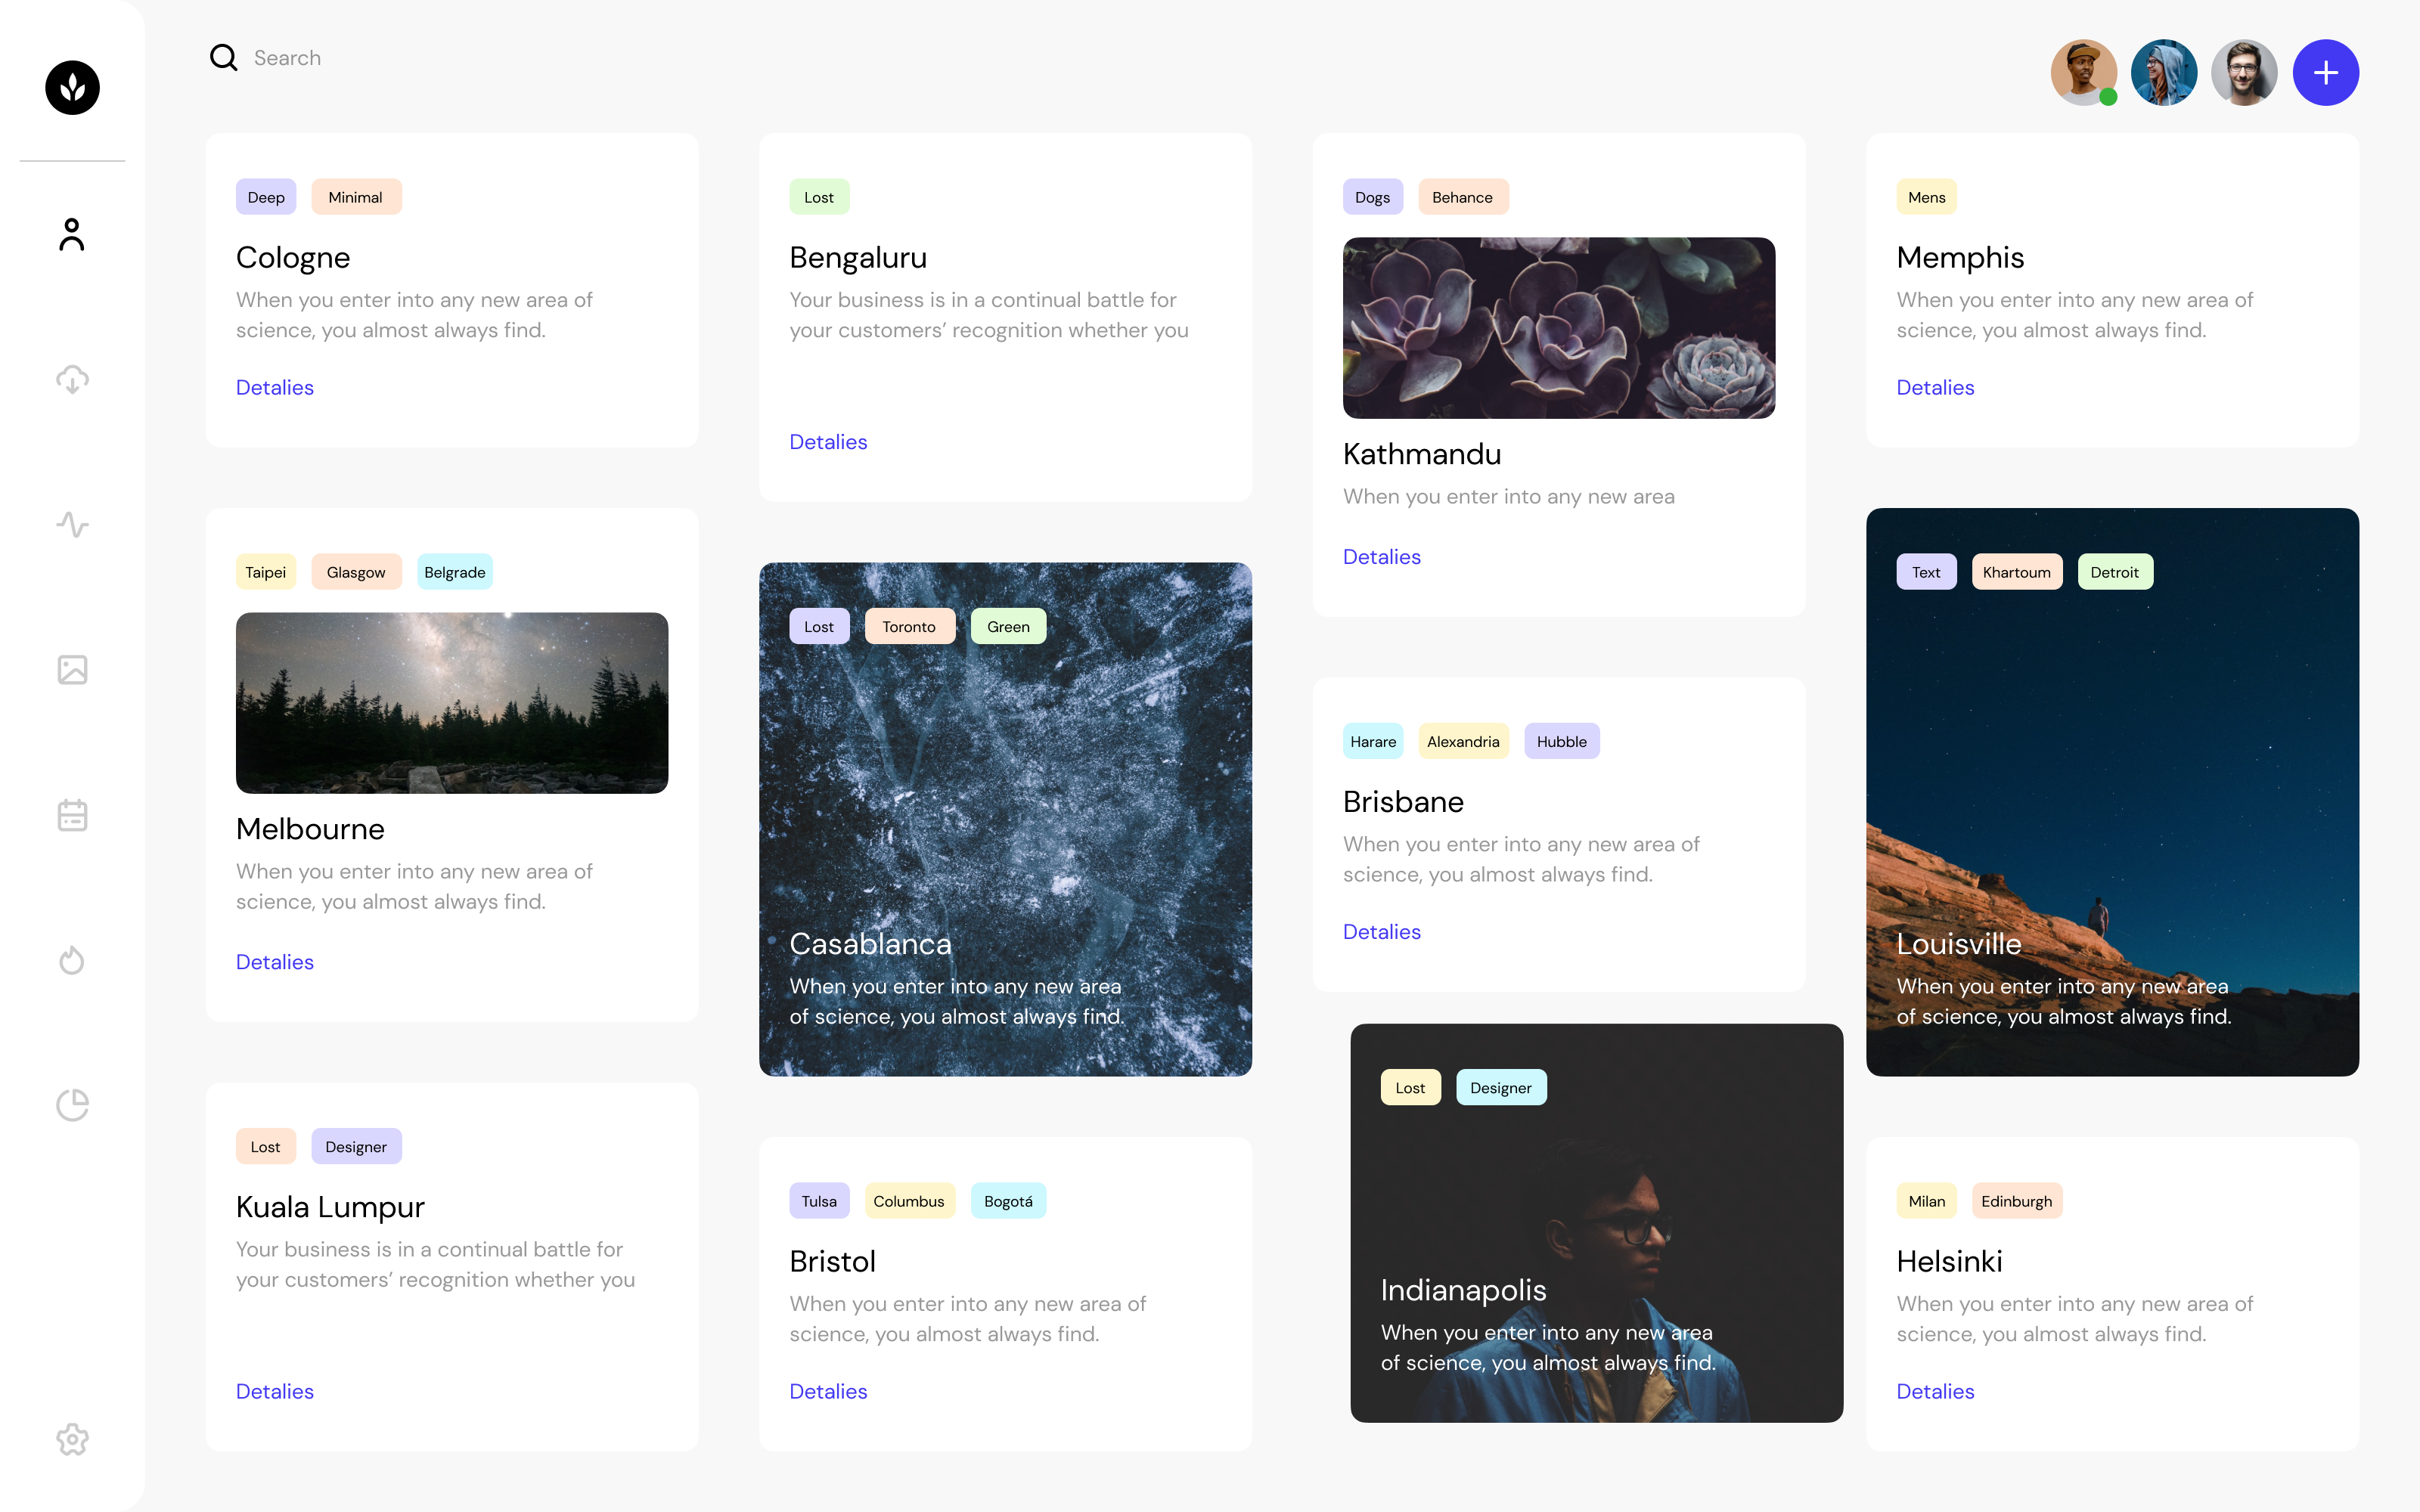 Search
Deep
Minimal
Cologne
When you enter into any new area of
science, you almost always find.
Detalies
Taipei
Glasgow
Belgrade
Melbourne
When you enter into any new area of
science, you almost always find.
Detalies
Lost
Designer
Kuala Lumpur
Your business is in a continual battle for
your customers’ recognition whether you
Detalies
Lost
Bengaluru
Your business is in a continual battle for
your customers’ recognition whether you
Detalies
Lost
Toronto
Green
Casablanca
When you enter into any new area
of science, you almost always find.
Tulsa
Columbus
Bogotá
Bristol
When you enter into any new area of
science, you almost always find.
Detalies
Dogs
Behance
Kathmandu
When you enter into any new area
Detalies
Harare
Alexandria
Hubble
Brisbane
When you enter into any new area of
science, you almost always find.
Detalies
Lost
Designer
Indianapolis
When you enter into any new area
of science, you almost always find.
Mens
Memphis
When you enter into any new area of
science, you almost always find.
Detalies
Text
Khartoum
Detroit
Louisville
When you enter into any new area
of science, you almost always find.
Milan
Edinburgh
Helsinki
When you enter into any new area of
science, you almost always find.
Detalies